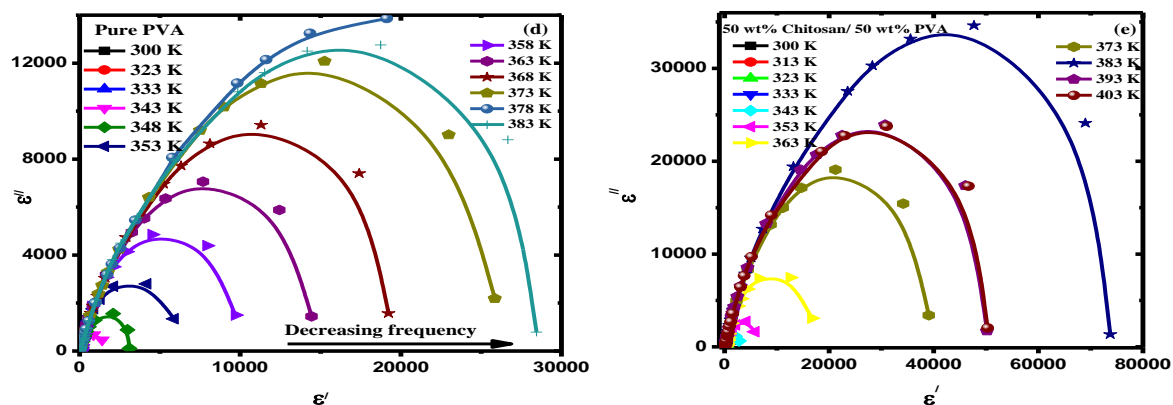 Pure PVA
(d)
300 K
323 K
333 K
343 K
348 K
353 K
358 K
363 K
368 K
373 K
378 K
383 K
Decreasing frequency
12000
8000
4000
0
0
10000
20000
30000
ε//
ε/
50 wt% Chitosan/ 50 wt% PVA
(e)
300 K
313 K
323 K
333 K
343 K
353 K
363 K
373 K
383 K
393 K
403 K
30000
20000
10000
0
0
20000
40000
60000
80000
ε//
ε/